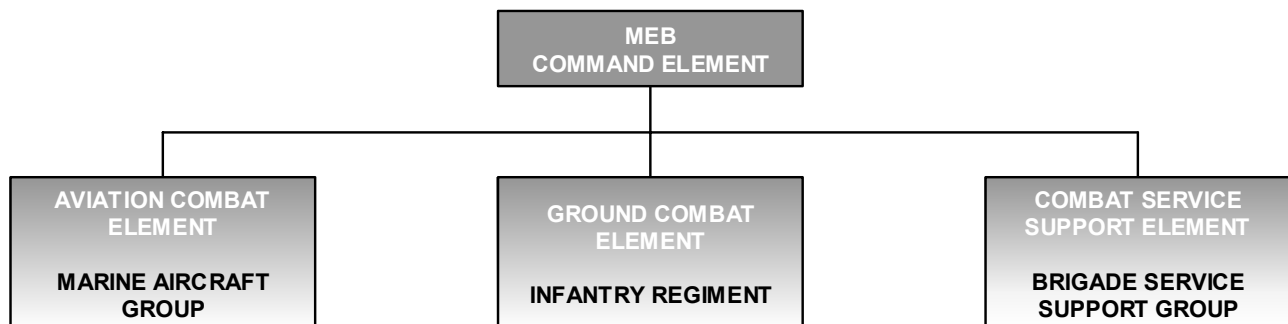 MEB
COMMAND ELEMENT
AVIATION COMBAT
ELEMENT
MARINE AIRCRAFT
GROUP
GROUND COMBAT
ELEMENT
INFANTRY REGIMENT
COMBAT SERVICE
SUPPORT ELEMENT
BRIGADE SERVICE
SUPPORT GROUP